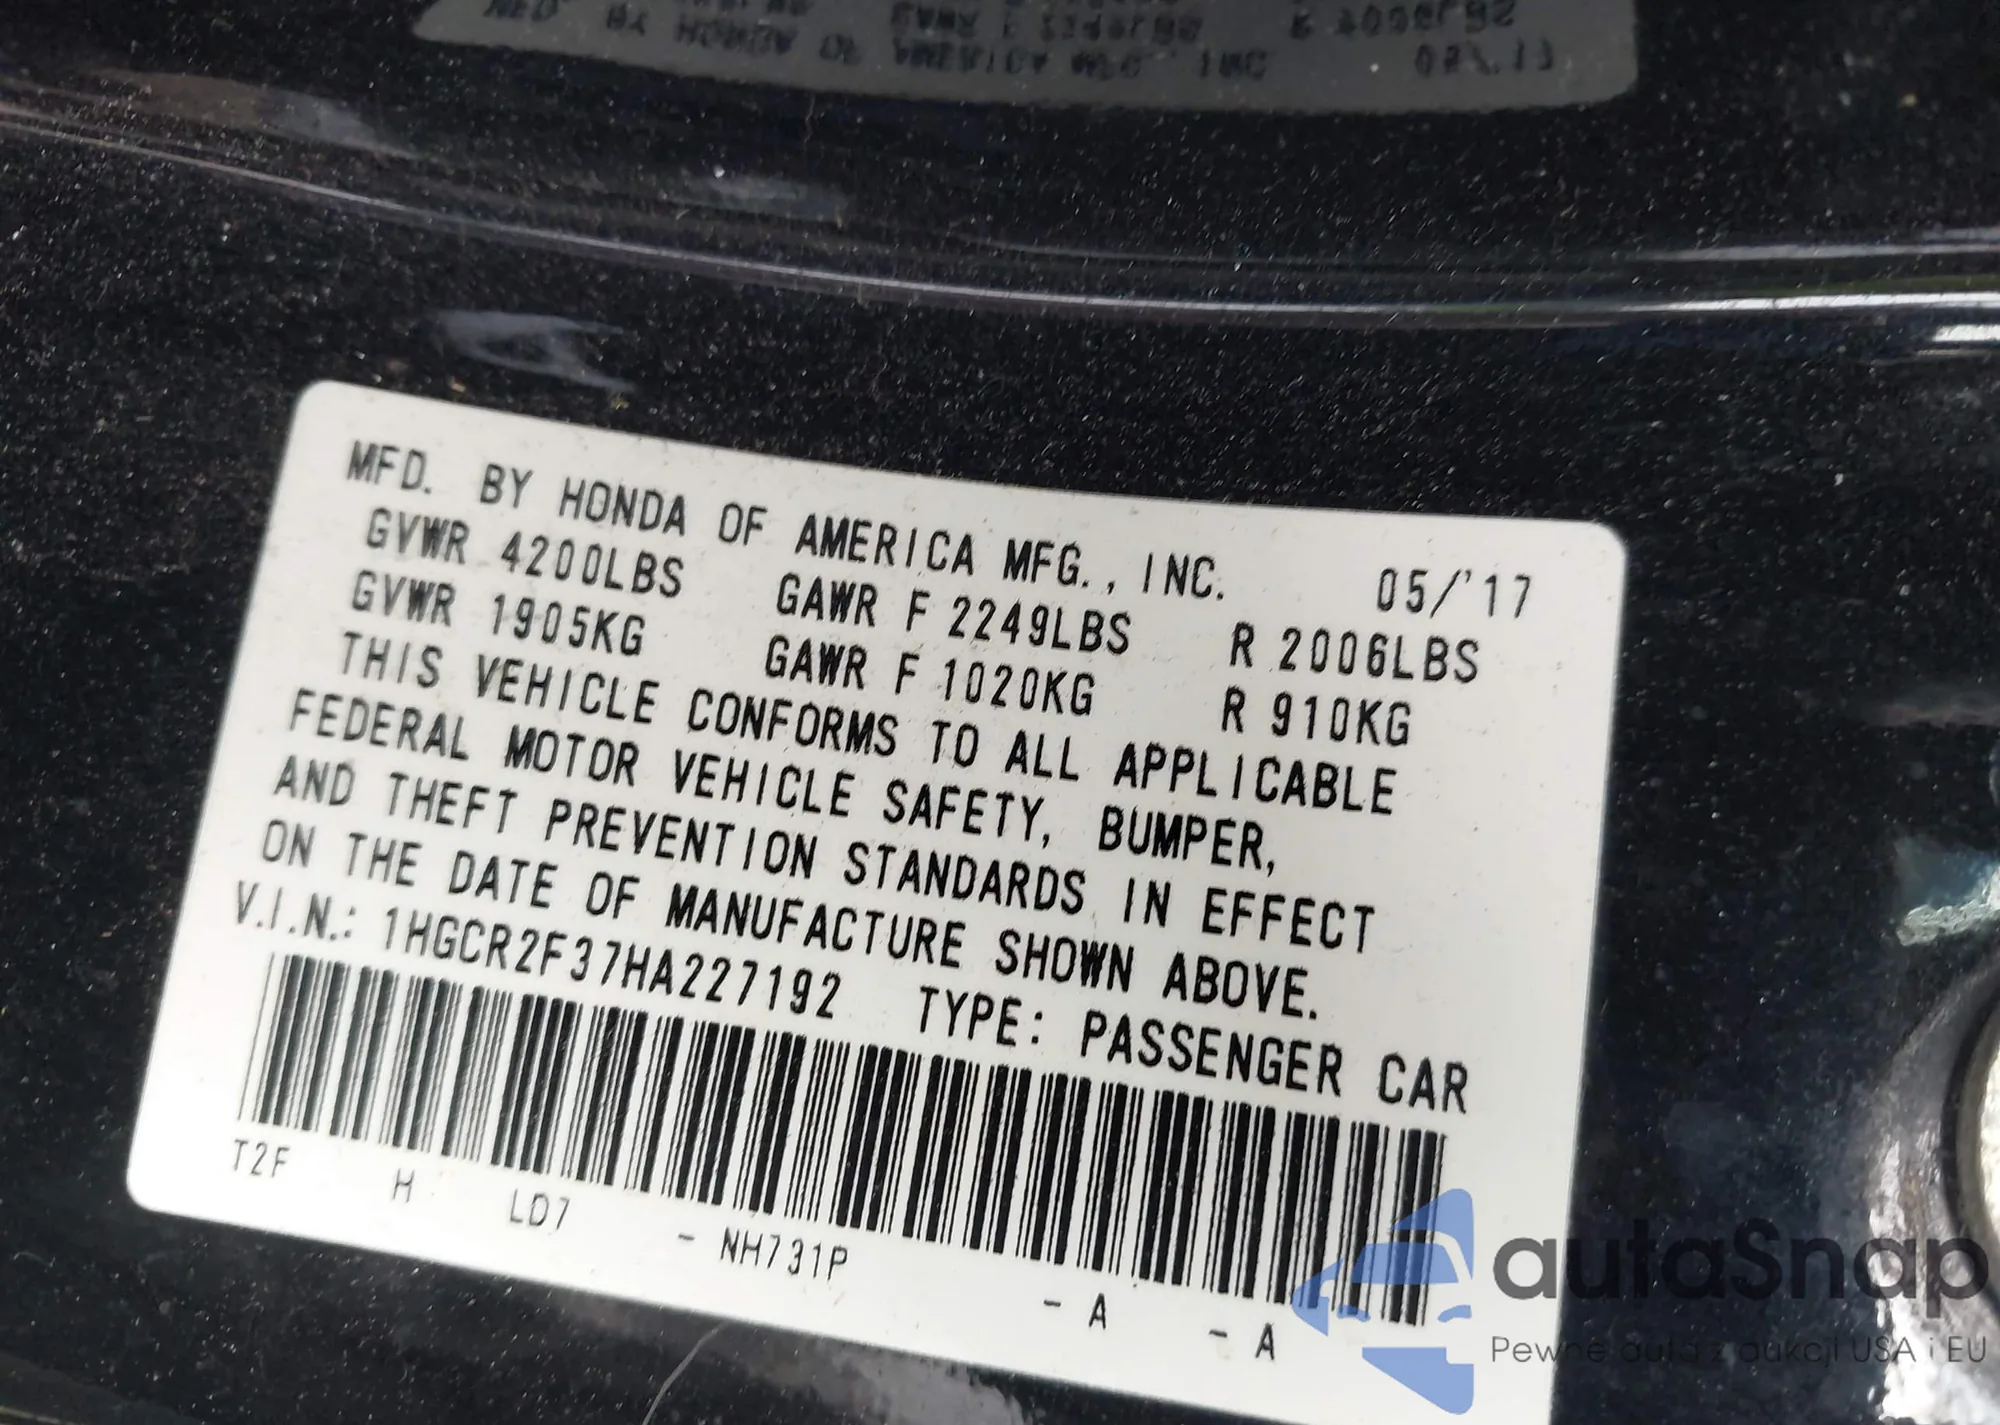 MFD. BY HONDA OF AMERICA MFG., INC. 05/'17
GVWR 4200LBS GAWR F 2249LBS R 2006LBS
GVWR 1905KG GAWR F 1020KG R 910KG
THIS VEHICLE CONFORMS TO ALL APPLICABLE
FEDERAL MOTOR VEHICLE SAFETY, BUMPER,
AND THEFT PREVENTION STANDARDS IN EFFECT
ON THE DATE OF MANUFACTURE SHOWN ABOVE.
V.I.N.: 1HGCR2F37HA227192 TYPE: PASSENGER CAR
T2F H LD7 - NH731P - A - A
autaSnap
Pewne auta z aukcji USA i EU